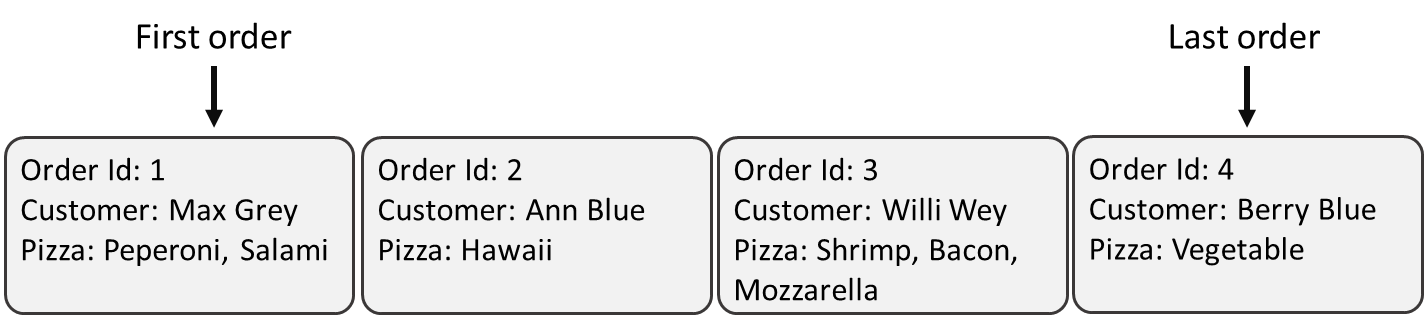 First order
Last order
Order Id: 1
Customer: Max Grey
Pizza: Peperoni, Salami
Order Id: 2
Customer: Ann Blue
Pizza: Hawaii
Order Id: 3
Customer: Willi Wey
Pizza: Shrimp, Bacon,
Mozzarella
Order Id: 4
Customer: Berry Blue
Pizza: Vegetable